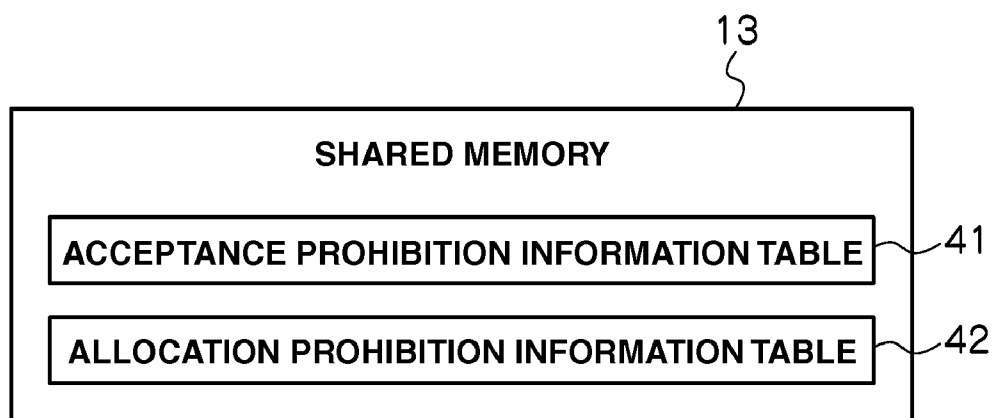 13
SHARED MEMORY
ACCEPTANCE PROHIBITION INFORMATION TABLE
41
ALLOCATION PROHIBITION INFORMATION TABLE
42